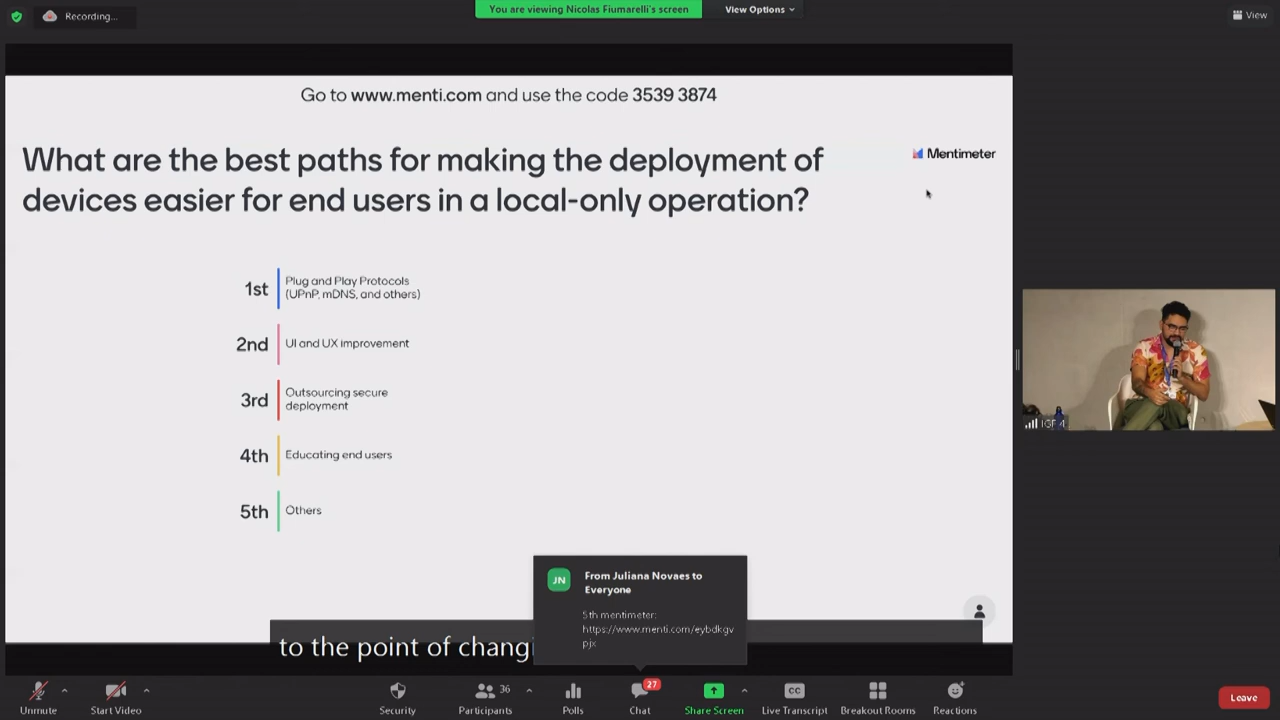 Recording...
You are viewing Nicolas Fiumarelli's screen
View Options
View
Go to www.menti.com and use the code 3539 3874
What are the best paths for making the deployment of
devices easier for end users in a local-only operation?
Mentimeter
1st
Plug and Play Protocols
(UPnP, mDNS, and others)
2nd
UI and UX improvement
3rd
Outsourcing secure
deployment
4th
Educating end users
5th
Others
IGF 4
JN
From Juliana Novaes to
Everyone
5th mentimeter:
https://www.menti.com/eybdkgv
pjx
to the point of changi
Unmute
Start Video
Security
Participants
36
Polls
Chat
27
Share Screen
CC
Live Transcript
Breakout Rooms
Reactions
Leave